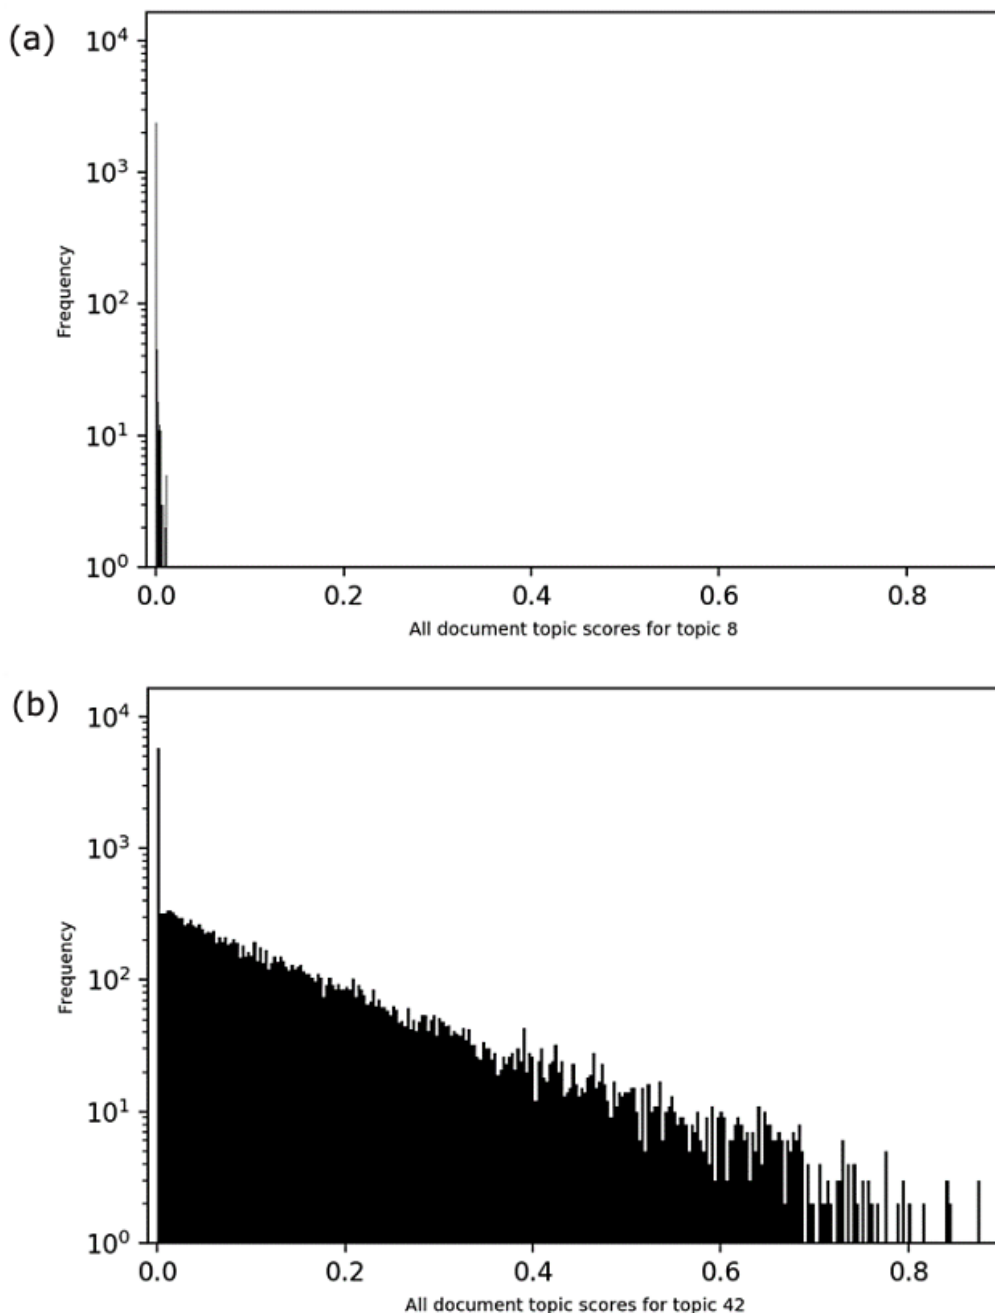 (a)
10⁴
10³
10²
10¹
10⁰
Frequency
0.0 0.2 0.4 0.6 0.8
All document topic scores for topic 8
(b)
10⁴
10³
10²
10¹
10⁰
Frequency
0.0 0.2 0.4 0.6 0.8
All document topic scores for topic 42